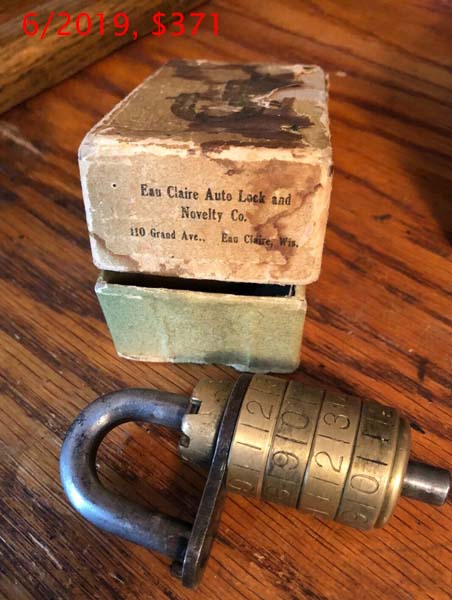 6/2019, $371
Eau Claire Auto Lock and
Novelty Co.
110 Grand Ave., Eau Claire, Wis.